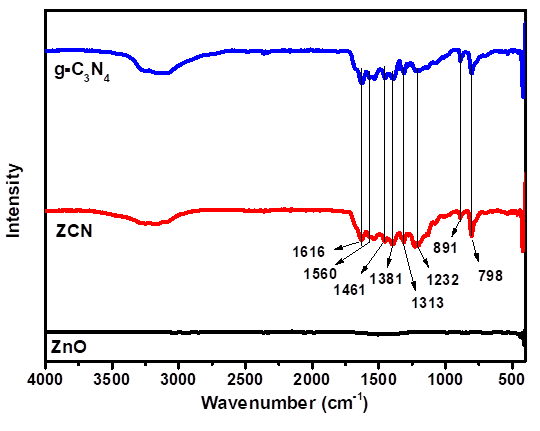 g-C₃N₄
ZCN
1616
1560
1461
1381
1313
1232
891
798
ZnO
Intensity
4000 3500 3000 2500 2000 1500 1000 500
Wavenumber (cm⁻¹)